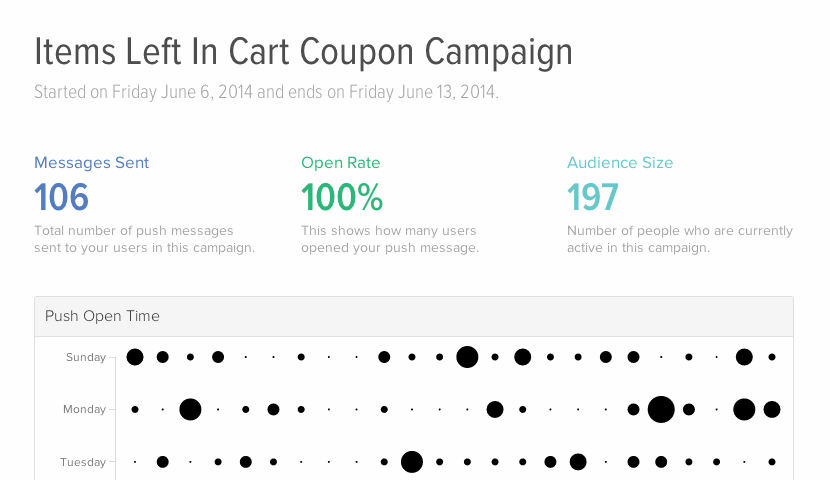 Items Left In Cart Coupon Campaign
Started on Friday June 6, 2014 and ends on Friday June 13, 2014.
Messages Sent
106
Total number of push messages
sent to your users in this campaign.
Open Rate
100%
This shows how many users
opened your push message.
Audience Size
197
Number of people who are currently
active in this campaign.
Push Open Time
Sunday
Monday
Tuesday